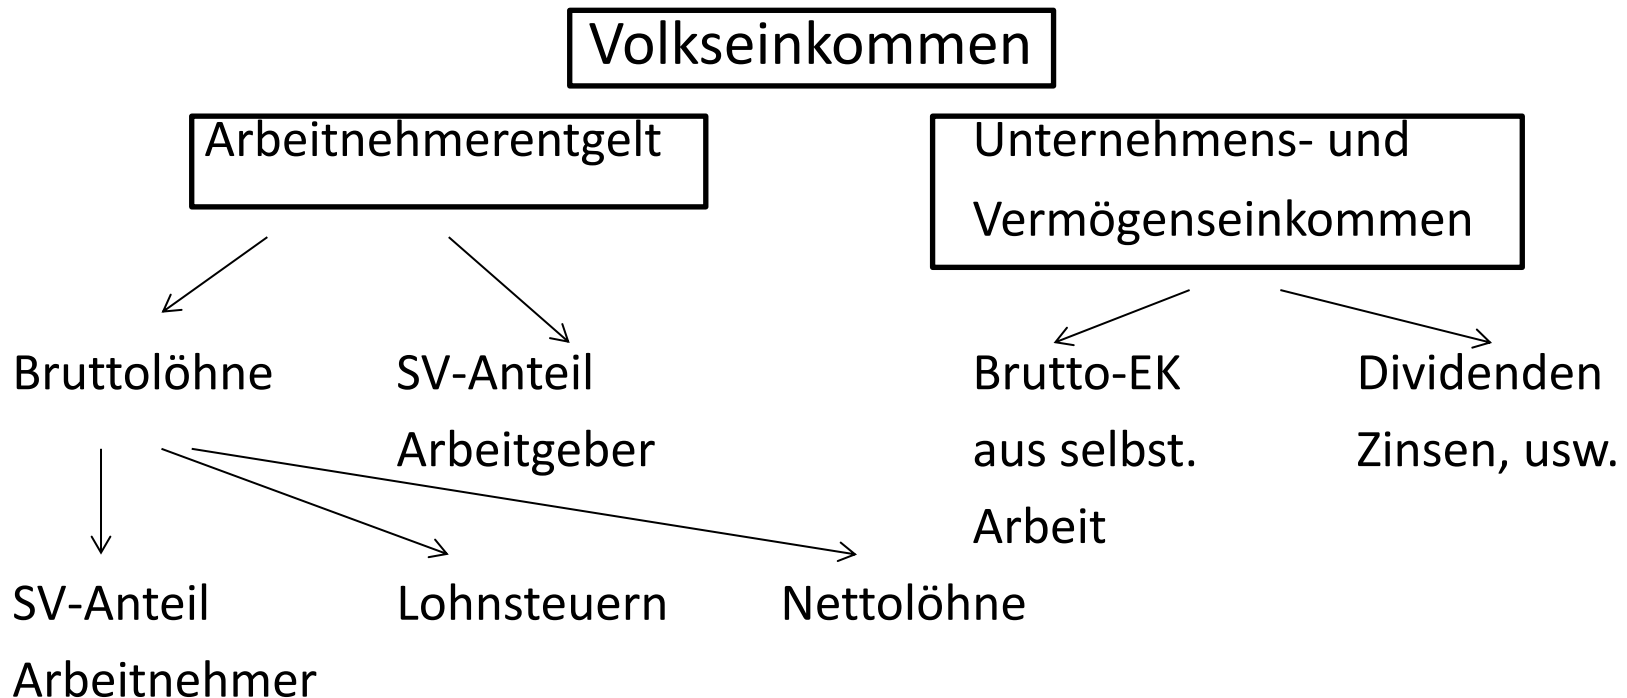 Volkseinkommen
Arbeitnehmerentgelt
Unternehmens- und
Vermögenseinkommen
Bruttolöhne
SV-Anteil
Arbeitgeber
Brutto-EK
aus selbst.
Arbeit
Dividenden
Zinsen, usw.
SV-Anteil
Arbeitnehmer
Lohnsteuern
Nettolöhne